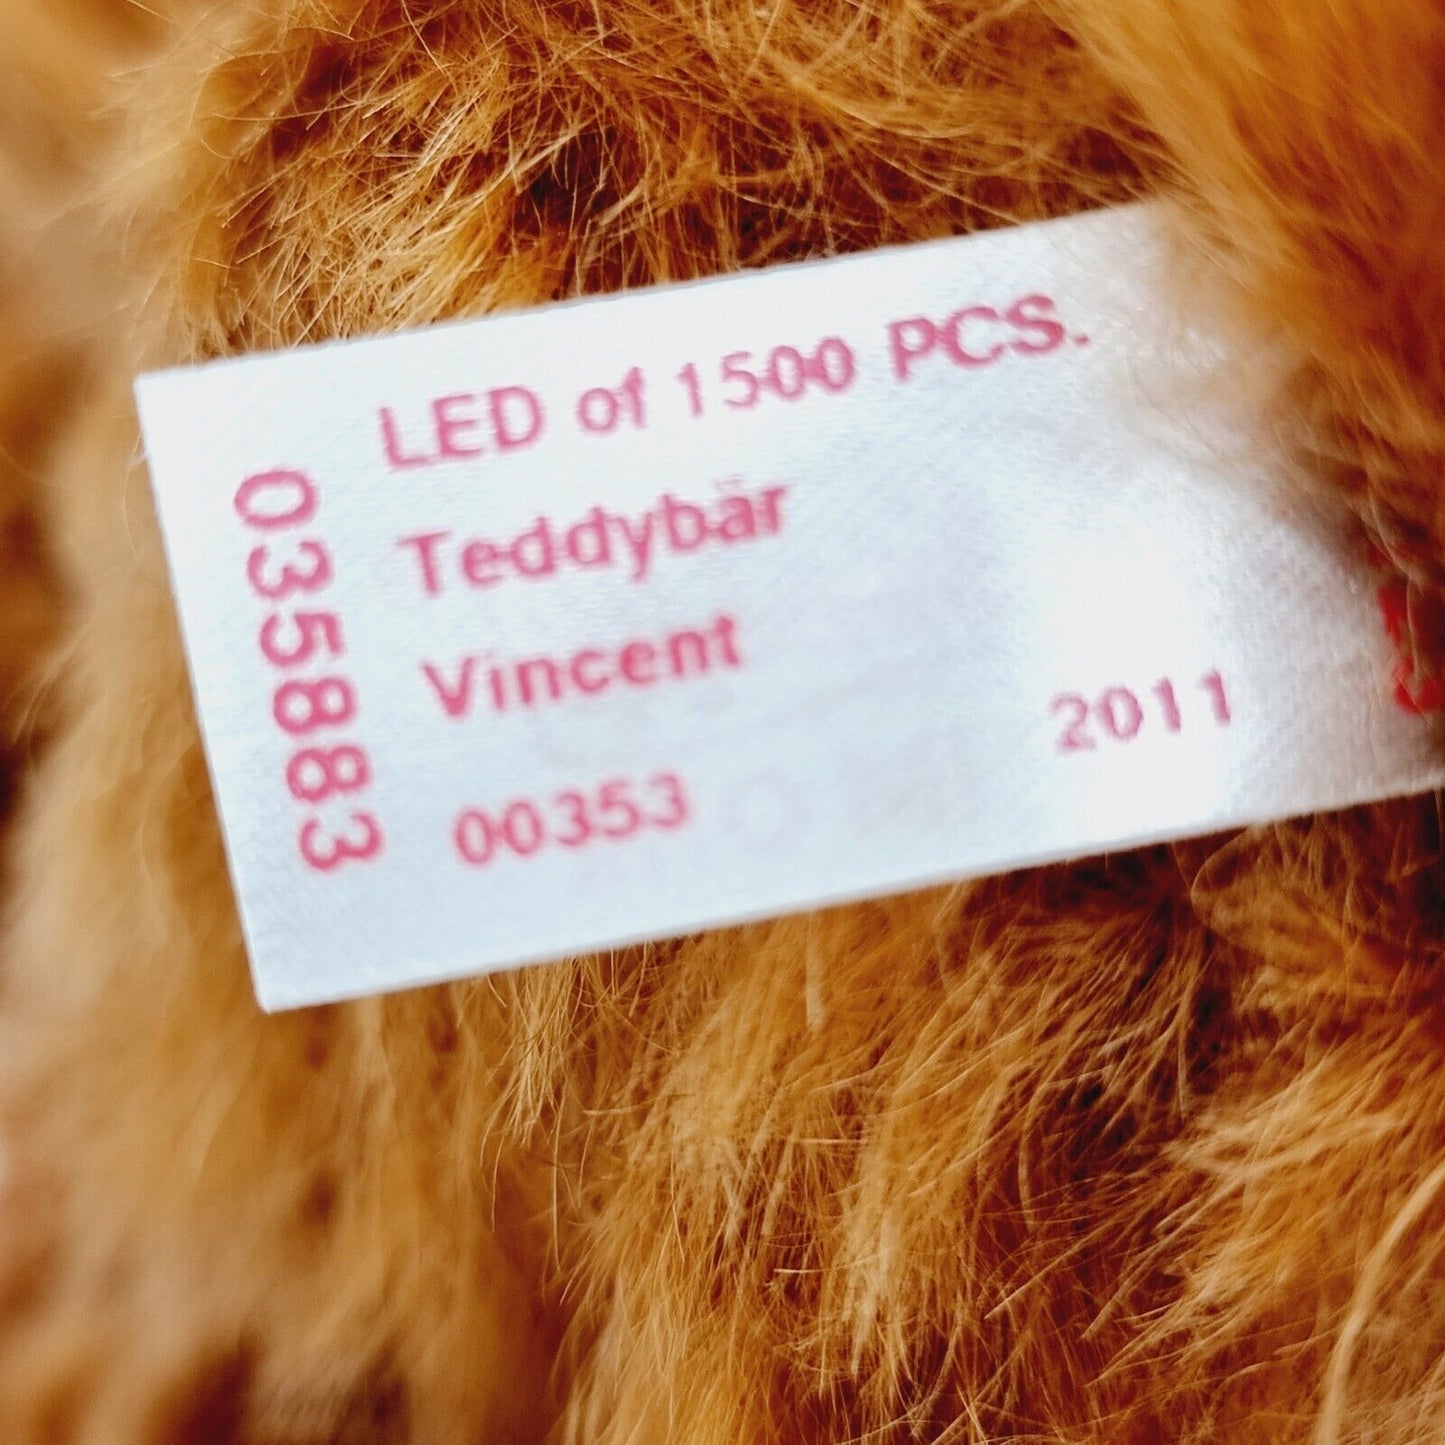 LED of 1500 PCS.
Teddybär
Vincent
2011
00353
035883